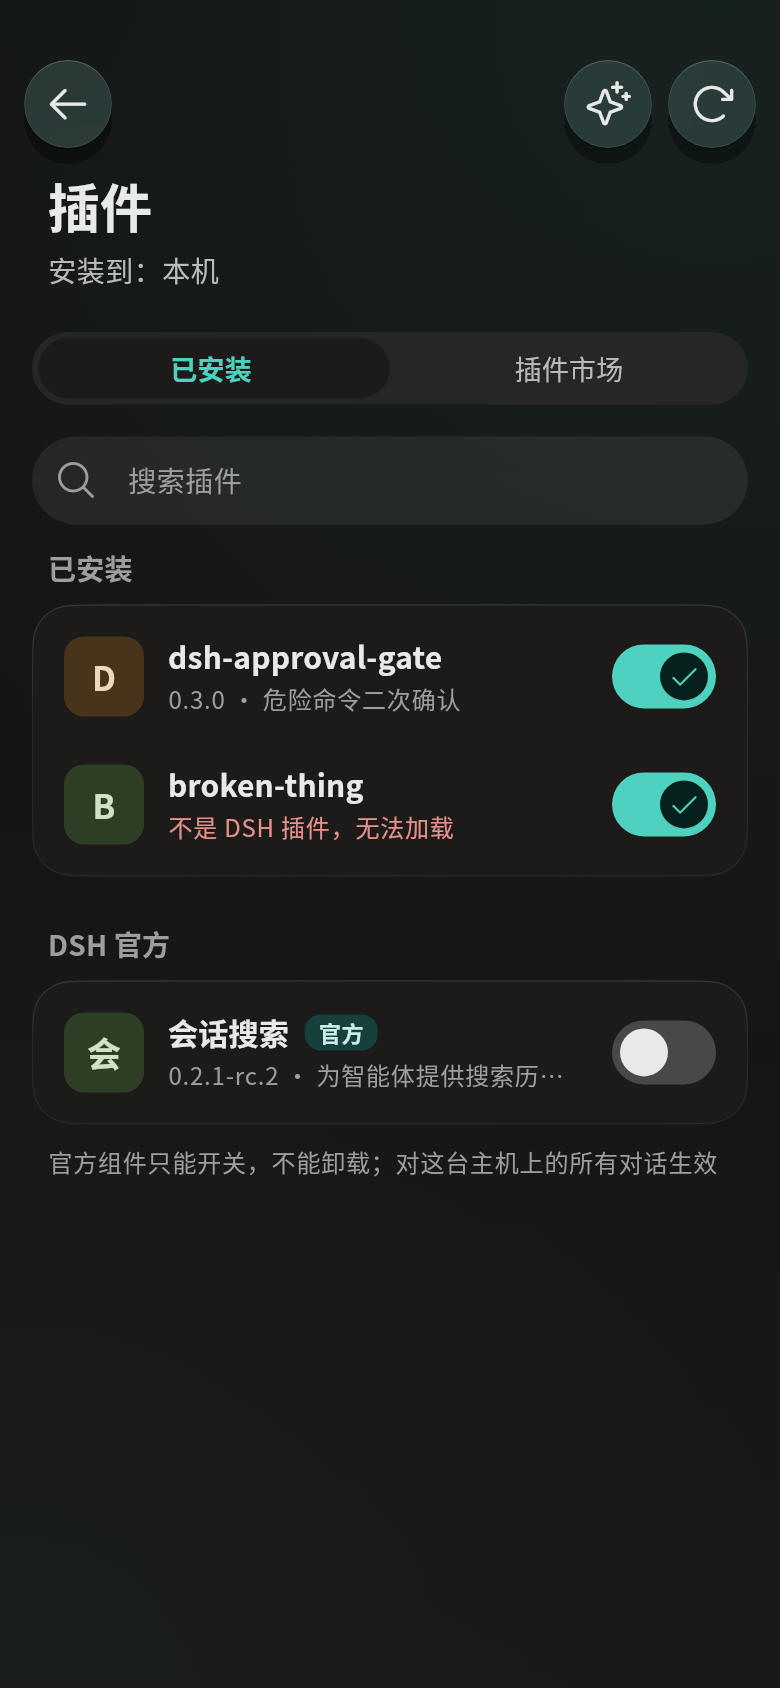 插件
安装到：本机
已安装
插件市场
搜索插件
已安装
D
dsh-approval-gate
0.3.0 · 危险命令二次确认
B
broken-thing
不是 DSH 插件，无法加载
DSH 官方
会
会话搜索 官方
0.2.1-rc.2 · 为智能体提供搜索历…
官方组件只能开关，不能卸载；对这台主机上的所有对话生效